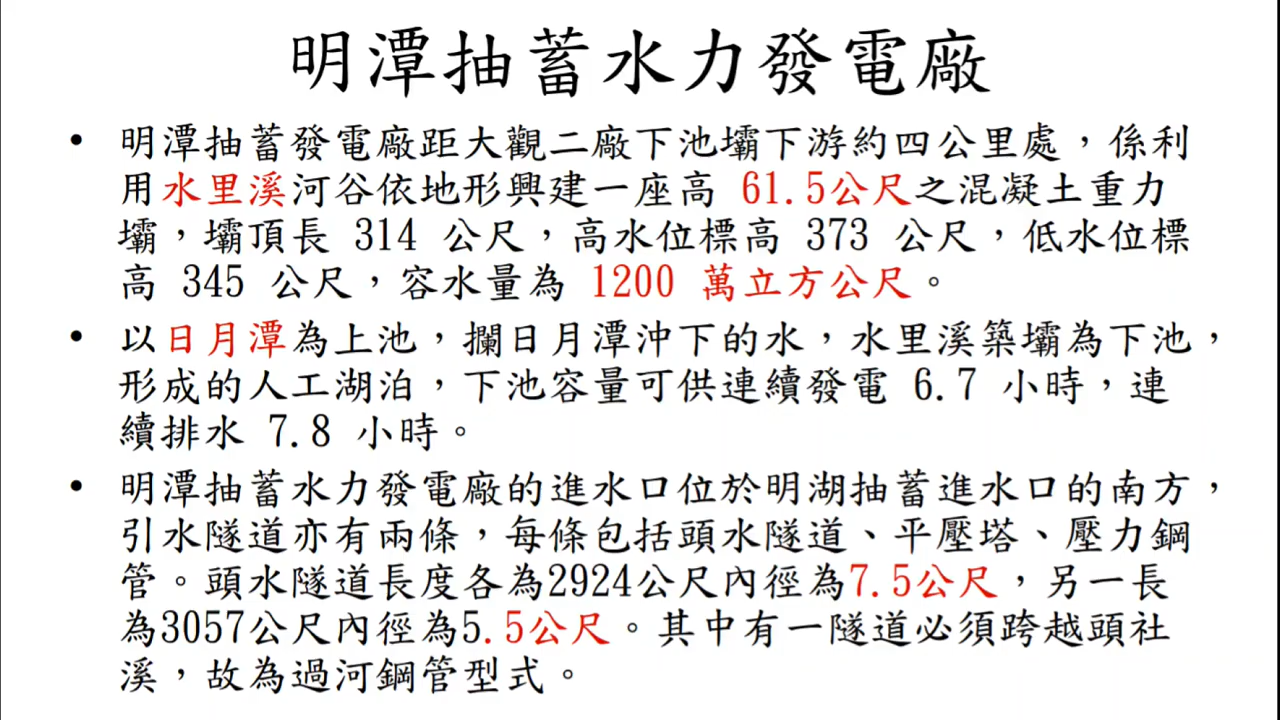 明潭抽蓄水力發電廠
• 明潭抽蓄發電廠距大觀二廠下池壩下游約四公里處，係利
用水里溪河谷依地形興建一座高 61.5公尺之混凝土重力
壩，壩頂長 314 公尺，高水位標高 373 公尺，低水位標
高 345 公尺，容水量為 1200 萬立方公尺。
• 以日月潭為上池，攔日月潭沖下的水，水里溪築壩為下池，
形成的人工湖泊，下池容量可供連續發電 6.7 小時，連
續排水 7.8 小時。
• 明潭抽蓄水力發電廠的進水口位於明湖抽蓄進水口的南方，
引水隧道亦有兩條，每條包括頭水隧道、平壓塔、壓力鋼
管。頭水隧道長度各為2924公尺內徑為7.5公尺，另一長
為3057公尺內徑為5.5公尺。其中有一隧道必須跨越頭社
溪，故為過河鋼管型式。